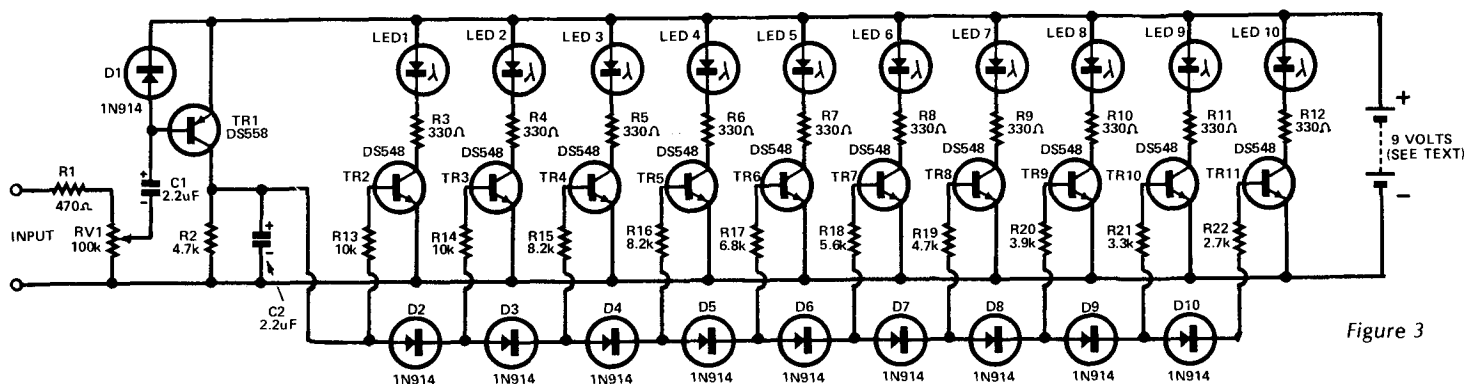 LED1 LED 2 LED 3 LED 4 LED 5 LED 6 LED 7 LED 8 LED 9 LED 10
D1
1N914
TR1
DS558
R3
330Ω
R4
330Ω
R5
330Ω
R6
330Ω
R7
330Ω
R8
330Ω
R9
330Ω
R10
330Ω
R11
330Ω
R12
330Ω
+
9 VOLTS
(SEE TEXT)
−
DS548 DS548 DS548 DS548 DS548 DS548 DS548 DS548 DS548 DS548
TR2 TR3 TR4 TR5 TR6 TR7 TR8 TR9 TR10 TR11
R1
470Ω
+
C1
2.2uF
−
INPUT
RV1
100k
R2
4.7k
+
−
C2
2.2uF
R13
10k
R14
10k
R15
8.2k
R16
8.2k
R17
6.8k
R18
5.6k
R19
4.7k
R20
3.9k
R21
3.3k
R22
2.7k
D2 D3 D4 D5 D6 D7 D8 D9 D10
1N914 1N914 1N914 1N914 1N914 1N914 1N914 1N914 1N914
Figure 3